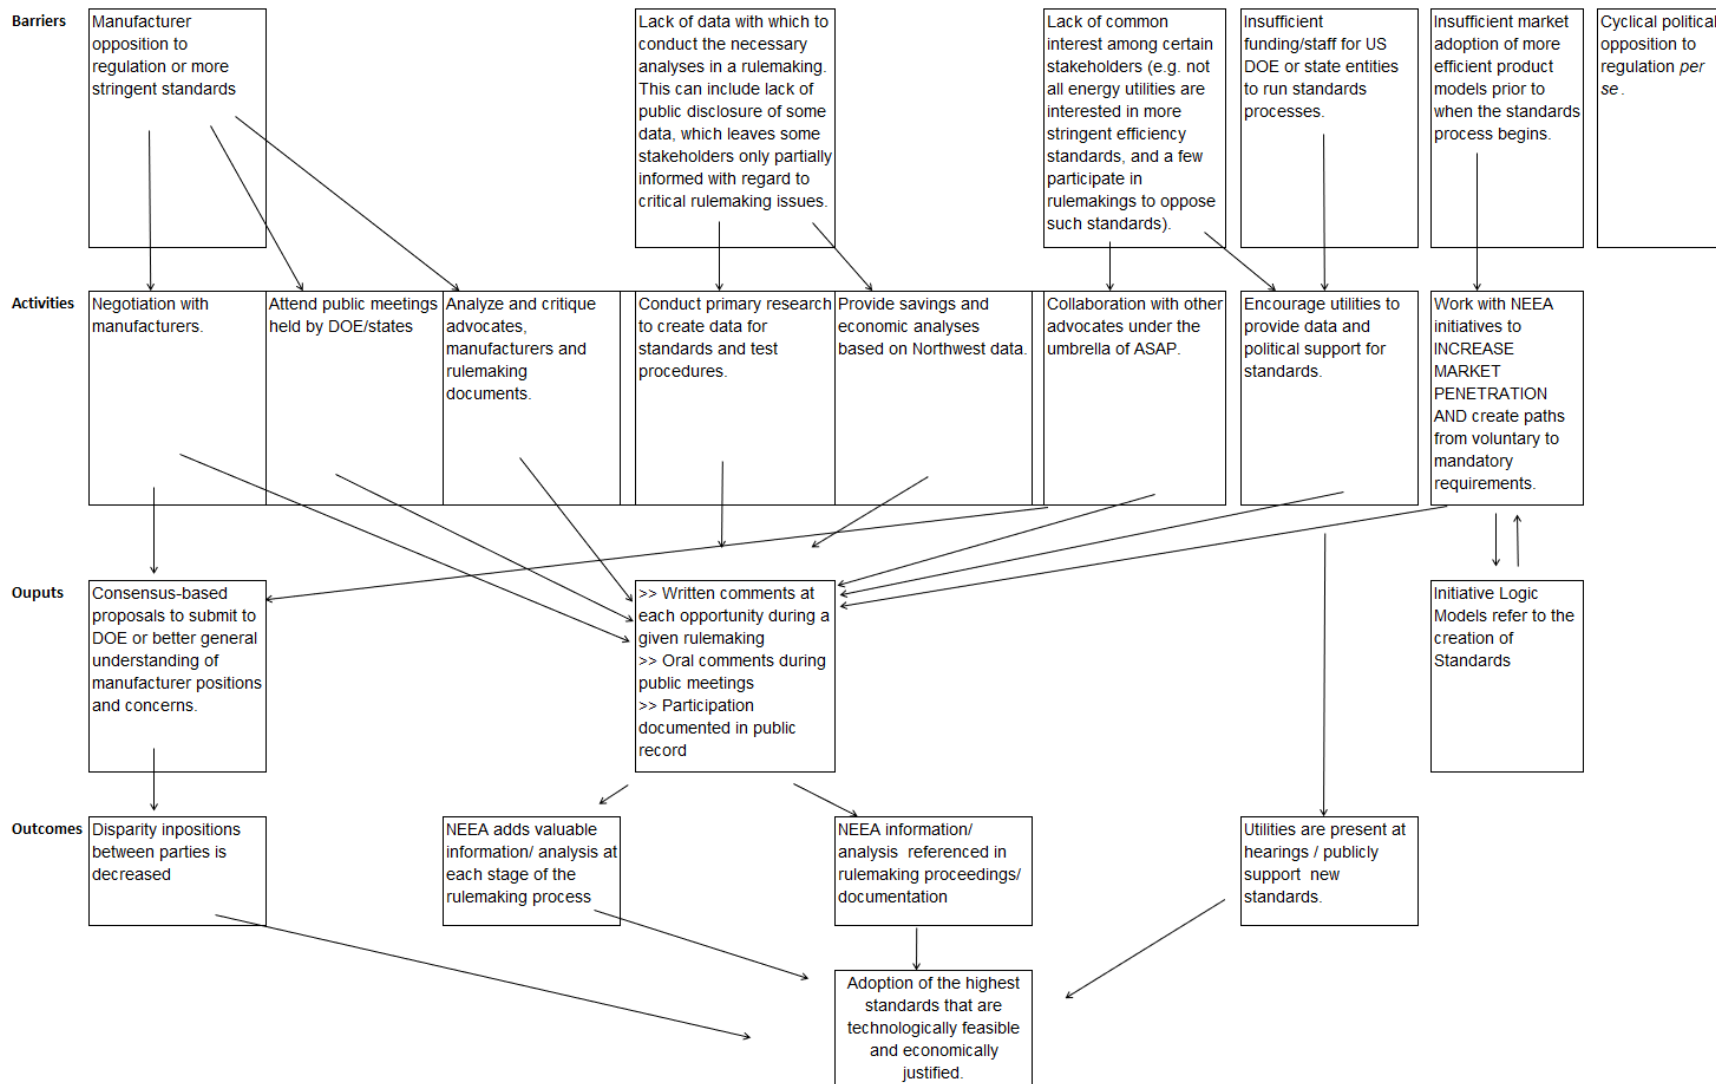 Barriers
Manufacturer
opposition to
regulation or more
stringent standards
Lack of data with which to
conduct the necessary
analyses in a rulemaking.
This can include lack of
public disclosure of some
data, which leaves some
stakeholders only partially
informed with regard to
critical rulemaking issues.
Lack of common
interest among certain
stakeholders (e.g. not
all energy utilities are
interested in more
stringent efficiency
standards, and a few
participate in
rulemakings to oppose
such standards).
Insufficient
funding/staff for US
DOE or state entities
to run standards
processes.
Insufficient market
adoption of more
efficient product
models prior to
when the standards
process begins.
Cyclical political
opposition to
regulation per
se .
Activities
Negotiation with
manufacturers.
Attend public meetings
held by DOE/states
Analyze and critique
advocates,
manufacturers and
rulemaking
documents.
Conduct primary research
to create data for
standards and test
procedures.
Provide savings and
economic analyses
based on Northwest data.
Collaboration with other
advocates under the
umbrella of ASAP.
Encourage utilities to
provide data and
political support for
standards.
Work with NEEA
initiatives to
INCREASE
MARKET
PENETRATION
AND create paths
from voluntary to
mandatory
requirements.
Ouputs
Consensus-based
proposals to submit to
DOE or better general
understanding of
manufacturer positions
and concerns.
>> Written comments at
each opportunity during a
given rulemaking
>> Oral comments during
public meetings
>> Participation
documented in public
record
Initiative Logic
Models refer to the
creation of
Standards
Outcomes
Disparity inpositions
between parties is
decreased
NEEA adds valuable
information/ analysis at
each stage of the
rulemaking process
NEEA information/
analysis referenced in
rulemaking proceedings/
documentation
Utilities are present at
hearings / publicly
support new
standards.
Adoption of the highest
standards that are
technologically feasible
and economically
justified.